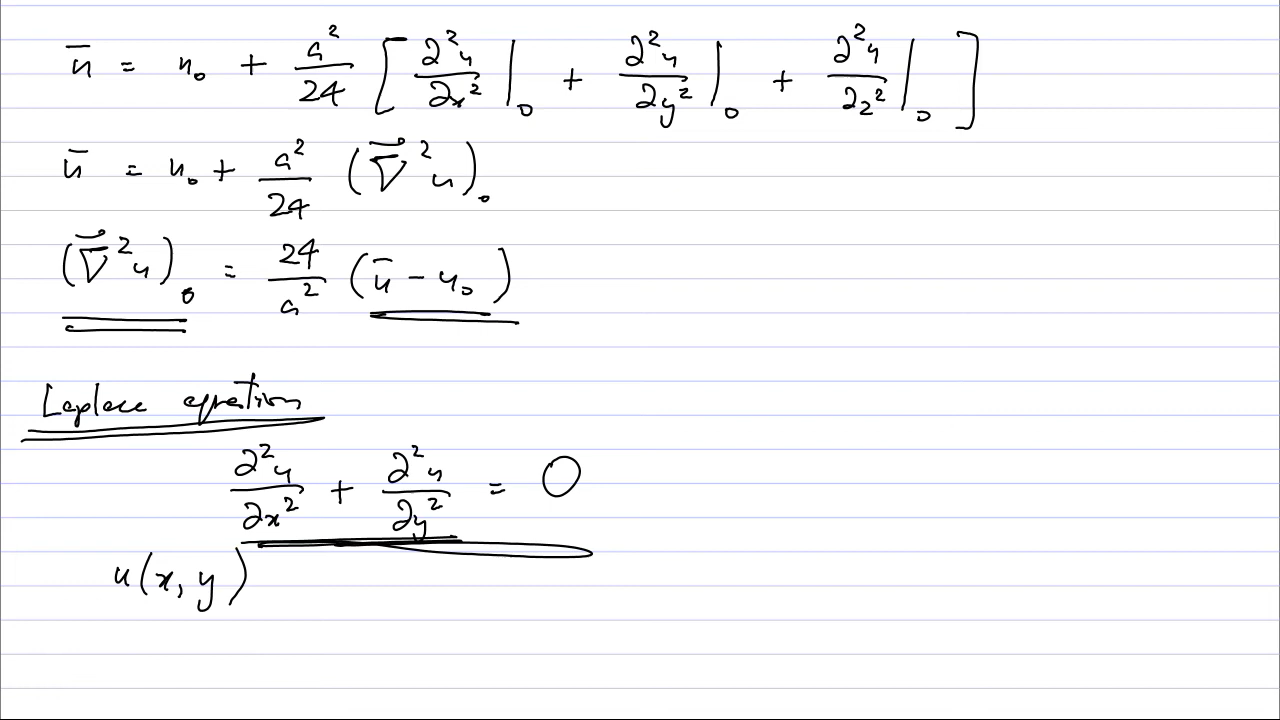 ū = u₀ + a²/24 [ ∂²u/∂x² |₀ + ∂²u/∂y² |₀ + ∂²u/∂z² |₀ ]
ū = u₀ + a²/24 (∇⃗²u)₀
(∇⃗²u)₀ = 24/a² (ū − u₀)
Laplace equation
∂²u/∂x² + ∂²u/∂y² = 0
u(x, y)